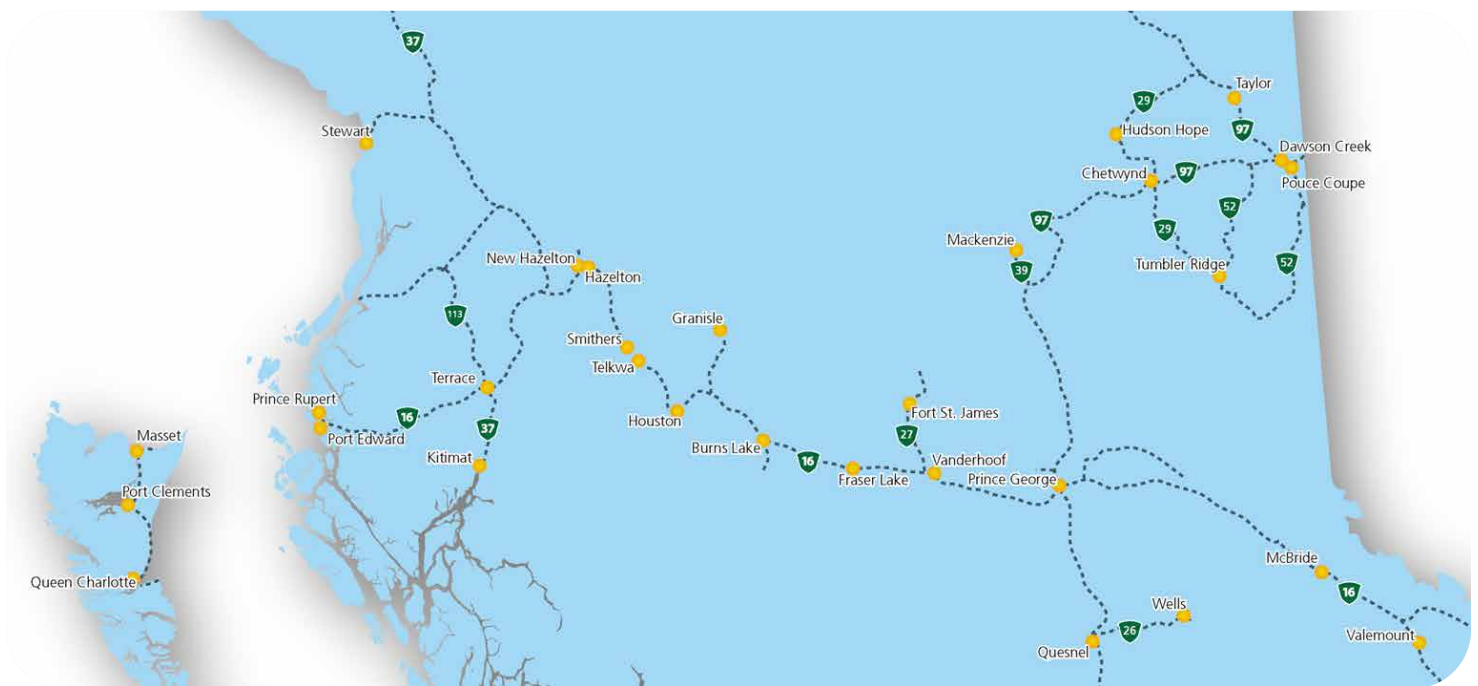 37
Taylor
29
Stewart
Hudson Hope
97
Dawson Creek
Chetwynd
97
Pouce Coupe
52
97
29
Mackenzie
New Hazelton
39
Tumbler Ridge
52
Hazelton
113
Granisle
Smithers
Telkwa
Terrace
Prince Rupert
16
Fort St. James
Houston
37
27
Port Edward
Masset
Burns Lake
Kitimat
16
Vanderhoof
Fraser Lake
Prince George
Port Clements
McBride
Queen Charlotte
16
Wells
26
Valemount
Quesnel